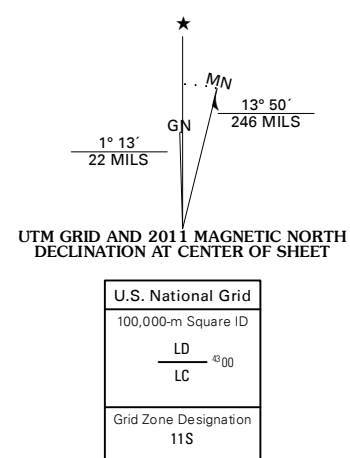 ★
MN
GN
13° 50´
246 MILS
1° 13´
22 MILS
UTM GRID AND 2011 MAGNETIC NORTH
DECLINATION AT CENTER OF SHEET
U.S. National Grid
100,000-m Square ID
LD
4300
LC
Grid Zone Designation
11S